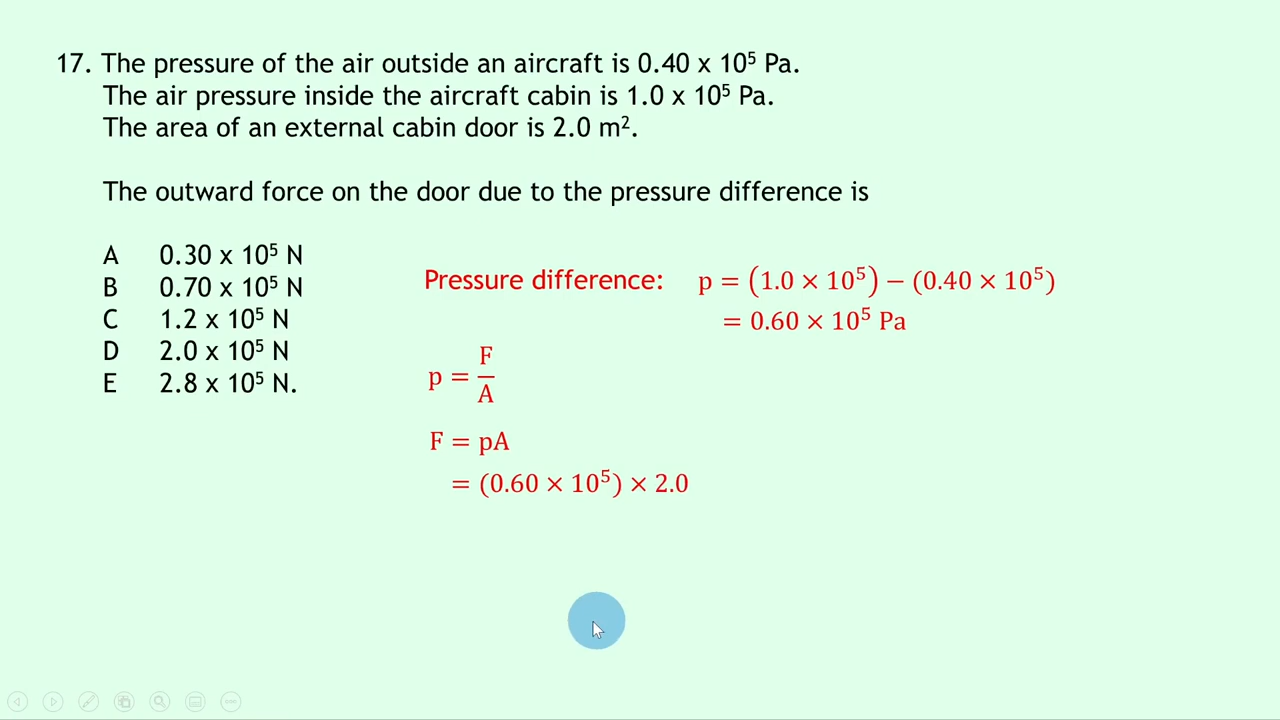 17. The pressure of the air outside an aircraft is 0.40 x 10⁵ Pa.
The air pressure inside the aircraft cabin is 1.0 x 10⁵ Pa.
The area of an external cabin door is 2.0 m².
The outward force on the door due to the pressure difference is
A 0.30 x 10⁵ N
B 0.70 x 10⁵ N
C 1.2 x 10⁵ N
D 2.0 x 10⁵ N
E 2.8 x 10⁵ N.
Pressure difference: p = (1.0 × 10⁵) − (0.40 × 10⁵)
= 0.60 × 10⁵ Pa
p = F/A
F = pA
= (0.60 × 10⁵) × 2.0